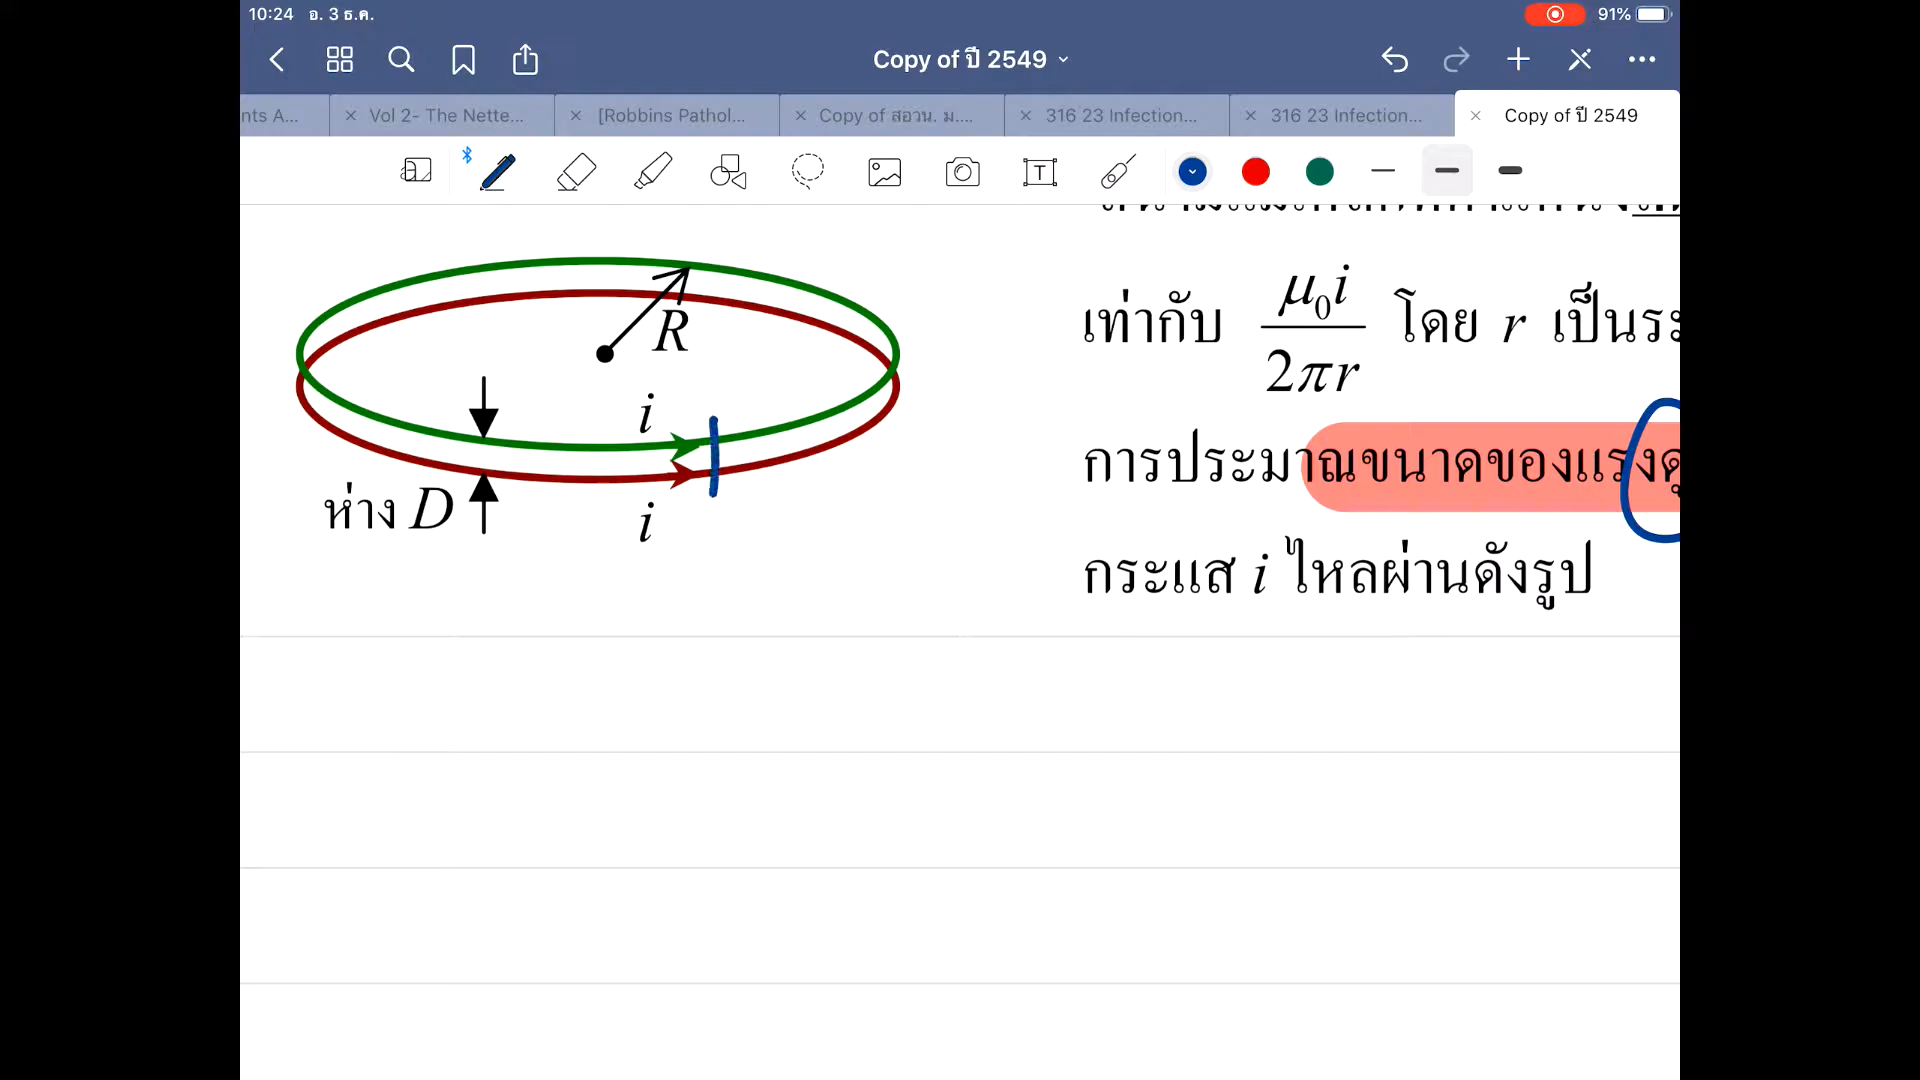 10:24 อ. 3 ธ.ค.
91%
Copy of ปี 2549
nts A...
Vol 2- The Nette...
[Robbins Pathol...
Copy of สอวน. ม....
316 23 Infection...
316 23 Infection...
Copy of ปี 2549
T
R
i
ห่าง D
i
เท่ากับ μ₀i / 2πr โดย r เป็นระ
การประมาณขนาดของแรงดู
กระแส i ไหลผ่านดังรูป